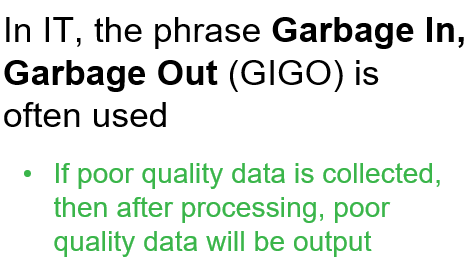 In IT, the phrase Garbage In,
Garbage Out (GIGO) is
often used
• If poor quality data is collected,
then after processing, poor
quality data will be output